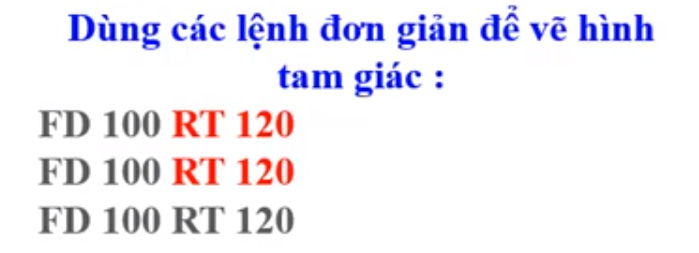 Dùng các lệnh đơn giản để vẽ hình
tam giác :
FD 100 RT 120
FD 100 RT 120
FD 100 RT 120